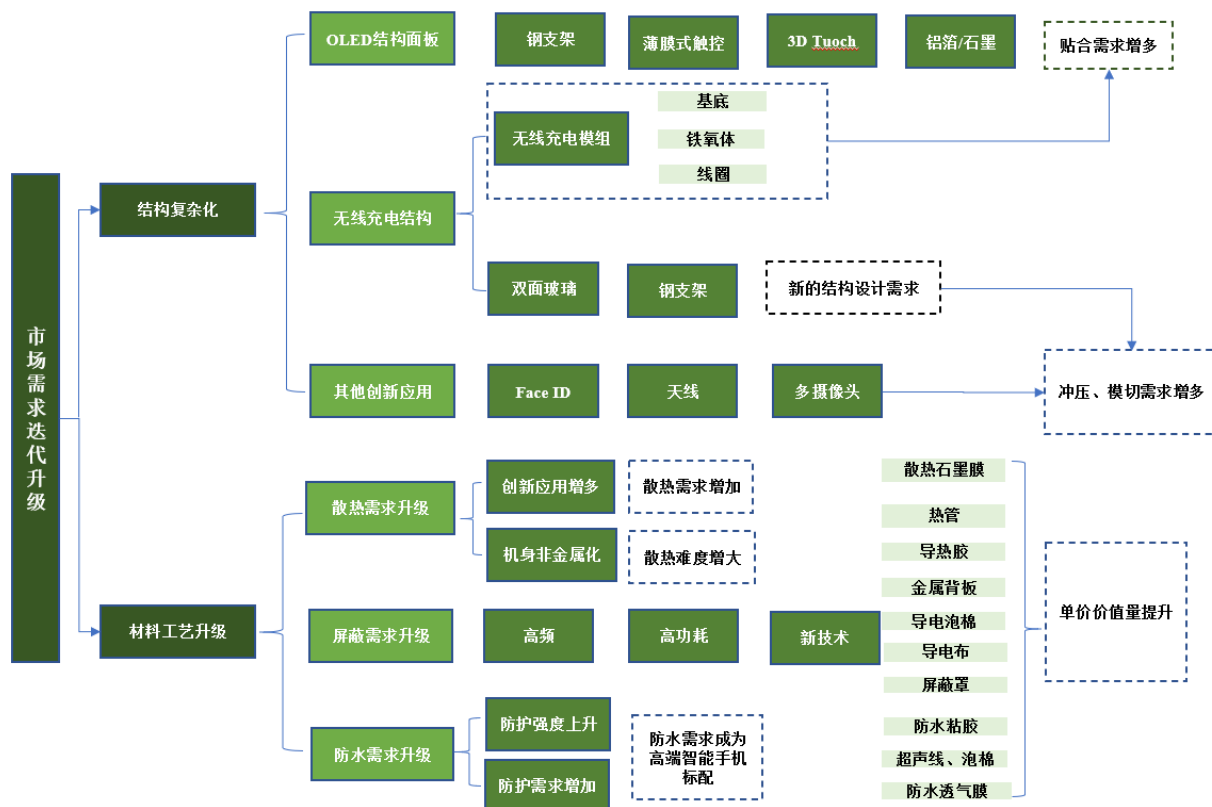 市场需求迭代升级
结构复杂化
OLED结构面板
钢支架
薄膜式触控
3D Tuoch
铝箔/石墨
贴合需求增多
无线充电结构
无线充电模组
基底
铁氧体
线圈
双面玻璃
钢支架
新的结构设计需求
其他创新应用
Face ID
天线
多摄像头
冲压、模切需求增多
材料工艺升级
散热需求升级
创新应用增多
散热需求增加
机身非金属化
散热难度增大
屏蔽需求升级
高频
高功耗
新技术
防水需求升级
防护强度上升
防护需求增加
防水需求成为
高端智能手机
标配
散热石墨膜
热管
导热胶
金属背板
导电泡棉
导电布
屏蔽罩
防水粘胶
超声线、泡棉
防水透气膜
单价价值量提升